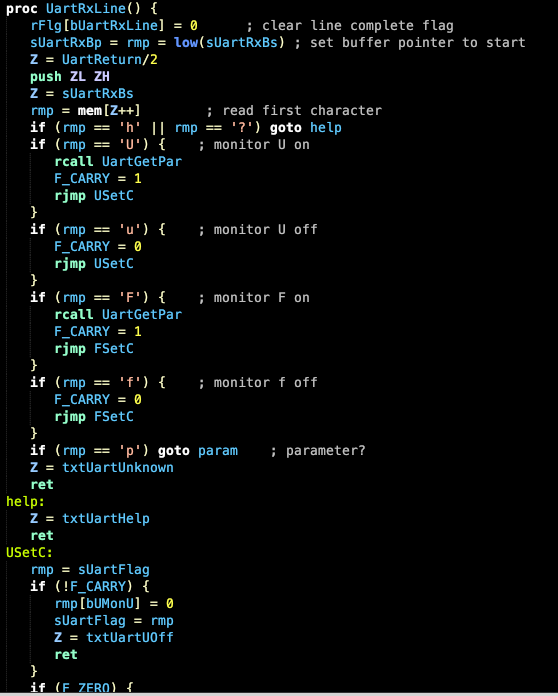 proc UartRxLine() {
rFlg[bUartRxLine] = 0 ; clear line complete flag
sUartRxBp = rmp = low(sUartRxBs) ; set buffer pointer to start
Z = UartReturn/2
push ZL ZH
Z = sUartRxBs
rmp = mem[Z++] ; read first character
if (rmp == 'h' || rmp == '?') goto help
if (rmp == 'U') { ; monitor U on
rcall UartGetPar
F_CARRY = 1
rjmp USetC
}
if (rmp == 'u') { ; monitor U off
F_CARRY = 0
rjmp USetC
}
if (rmp == 'F') { ; monitor F on
rcall UartGetPar
F_CARRY = 1
rjmp FSetC
}
if (rmp == 'f') { ; monitor f off
F_CARRY = 0
rjmp FSetC
}
if (rmp == 'p') goto param ; parameter?
Z = txtUartUnknown
ret
help:
Z = txtUartHelp
ret
USetC:
rmp = sUartFlag
if (!F_CARRY) {
rmp[bUMonU] = 0
sUartFlag = rmp
Z = txtUartUOff
ret
}
if (F_ZERO) {